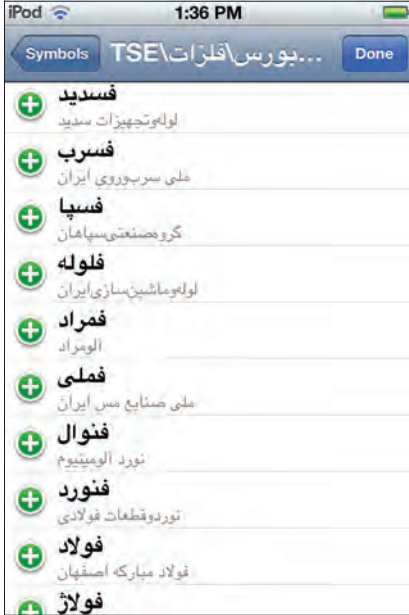 iPod 1:36 PM
Symbols ...بورس\فلزات\TSE Done
فسدید
لوله‌وتجهیزات سدید
فسرب
ملی سرب‌وروی ایران
فسپا
گروه‌صنعتی‌سپاهان
فلوله
لوله‌وماشین‌سازی‌ایران
فمراد
آلومراد
فملی
ملی صنایع مس ایران
فنوال
نورد آلومینیوم
فنورد
نوردوقطعات فولادی
فولاد
فولاد مبارکه اصفهان
فولاژ